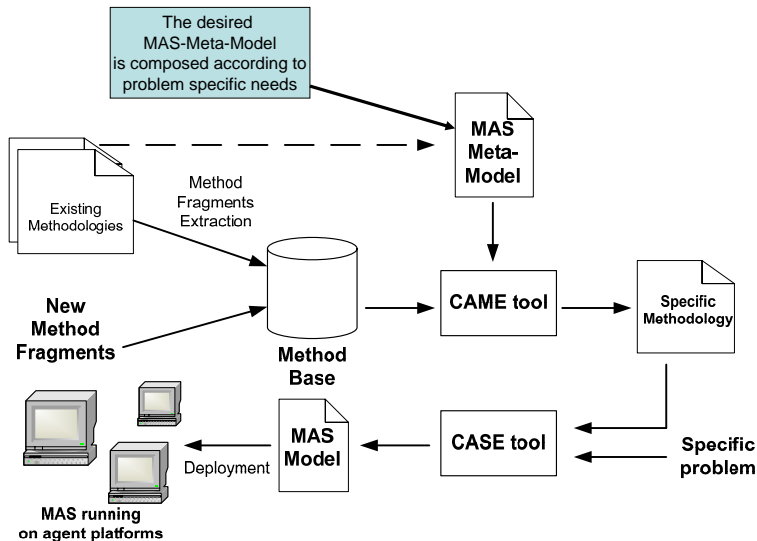 The desired
MAS-Meta-Model
is composed according to
problem specific needs
MAS
Meta-
Model
Existing
Methodologies
Method
Fragments
Extraction
New
Method
Fragments
Method
Base
CAME tool
Specific
Methodology
MAS running
on agent platforms
Deployment
MAS
Model
CASE tool
Specific
problem